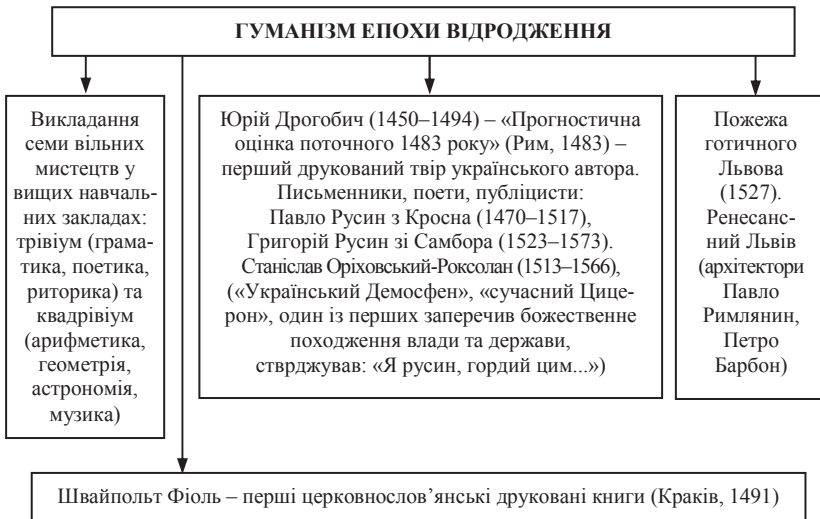 ГУМАНІЗМ ЕПОХИ ВІДРОДЖЕННЯ
Викладання
семи вільних
мистецтв у
вищих навчаль-
них закладах:
трівіум (грама-
тика, поетика,
риторика) та
квадрівіум
(арифметика,
геометрія,
астрономія,
музика)
Юрій Дрогобич (1450–1494) – «Прогностична
оцінка поточного 1483 року» (Рим, 1483) –
перший друкований твір українського автора.
Письменники, поети, публіцисти:
Павло Русин з Кросна (1470–1517),
Григорій Русин зі Самбора (1523–1573).
Станіслав Оріховський-Роксолан (1513–1566),
(«Український Демосфен», «сучасний Цице-
рон», один із перших заперечив божественне
походження влади та держави,
стврджував: «Я русин, гордий цим...»)
Пожежа
готичного
Львова
(1527).
Ренесанс-
ний Львів
(архітектори
Павло
Римлянин,
Петро
Барбон)
Швайпольт Фіоль – перші церковнослов’янські друковані книги (Краків, 1491)